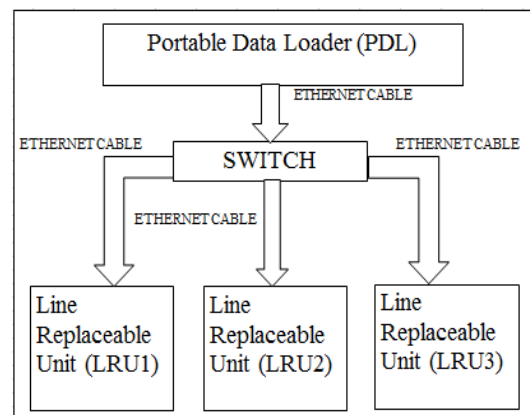 Portable Data Loader (PDL)
ETHERNET CABLE
ETHERNET CABLE
ETHERNET CABLE
SWITCH
ETHERNET CABLE
Line
Replaceable
Unit (LRU1)
Line
Replaceable
Unit (LRU2)
Line
Replaceable
Unit (LRU3)